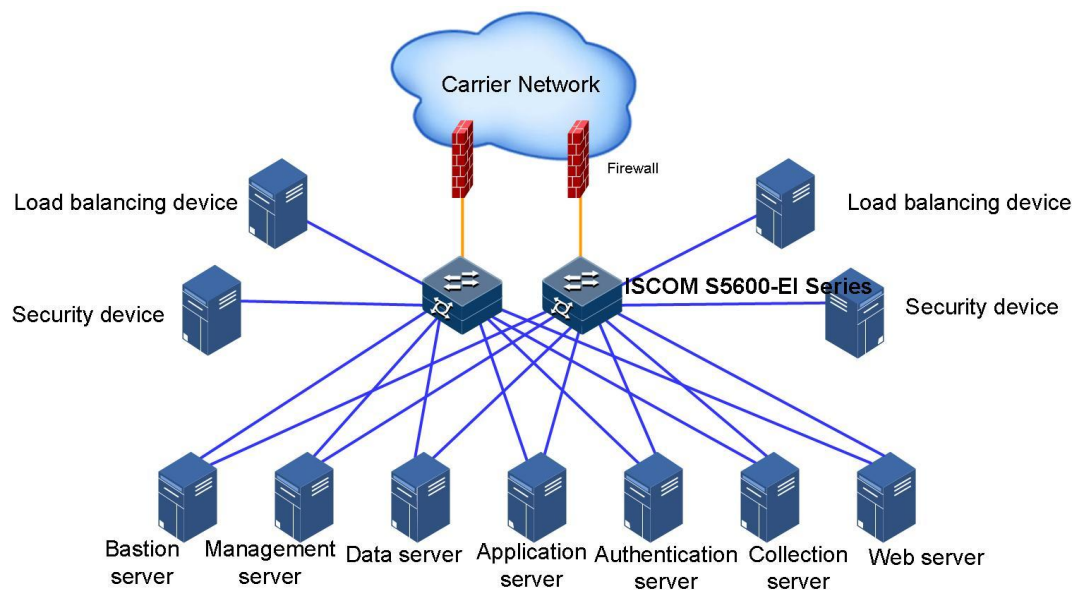 Carrier Network
Firewall
Load balancing device
Load balancing device
ISCOM S5600-EI Series
Security device
Security device
Bastion
server
Management
server
Data server
Application
server
Authentication
server
Collection
server
Web server